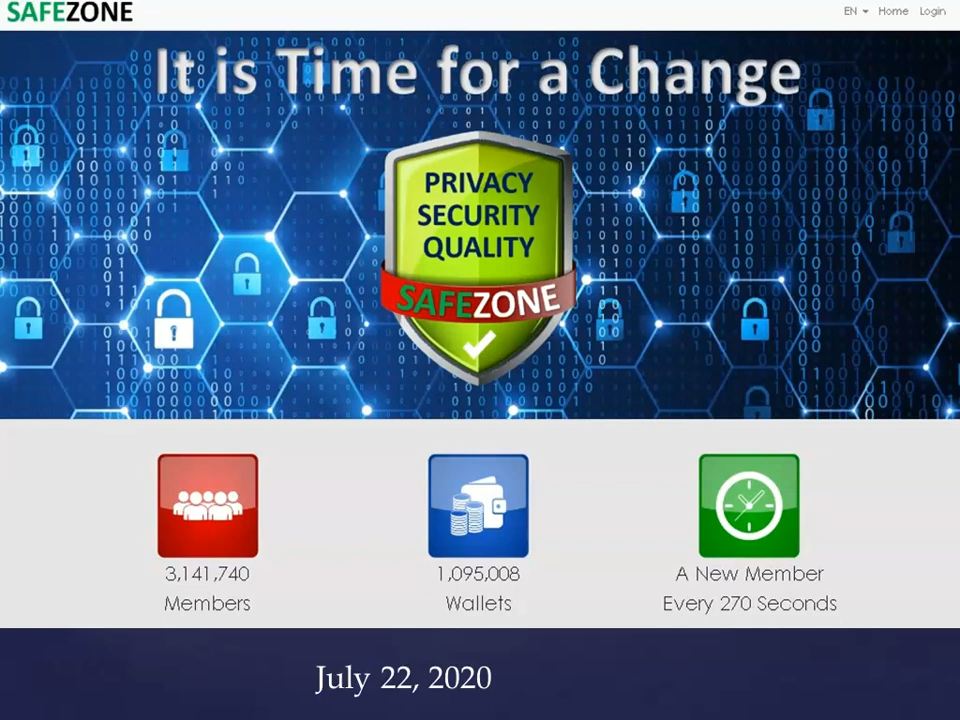 SAFEZONE
EN Home Login
It is Time for a Change
PRIVACY
SECURITY
QUALITY
SAFEZONE
3,141,740
Members
1,095,008
Wallets
A New Member
Every 270 Seconds
July 22, 2020